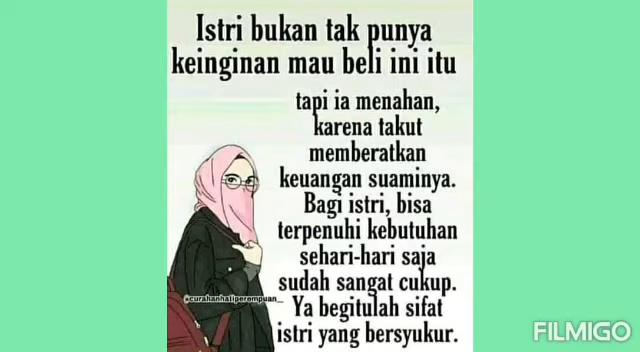 Istri bukan tak punya
keinginan mau beli ini itu
tapi ia menahan,
karena takut
memberatkan
keuangan suaminya.
Bagi istri, bisa
terpenuhi kebutuhan
sehari-hari saja
sudah sangat cukup.
Ya begitulah sifat
istri yang bersyukur.
@curahanhatiperempuan_
FILMIGO